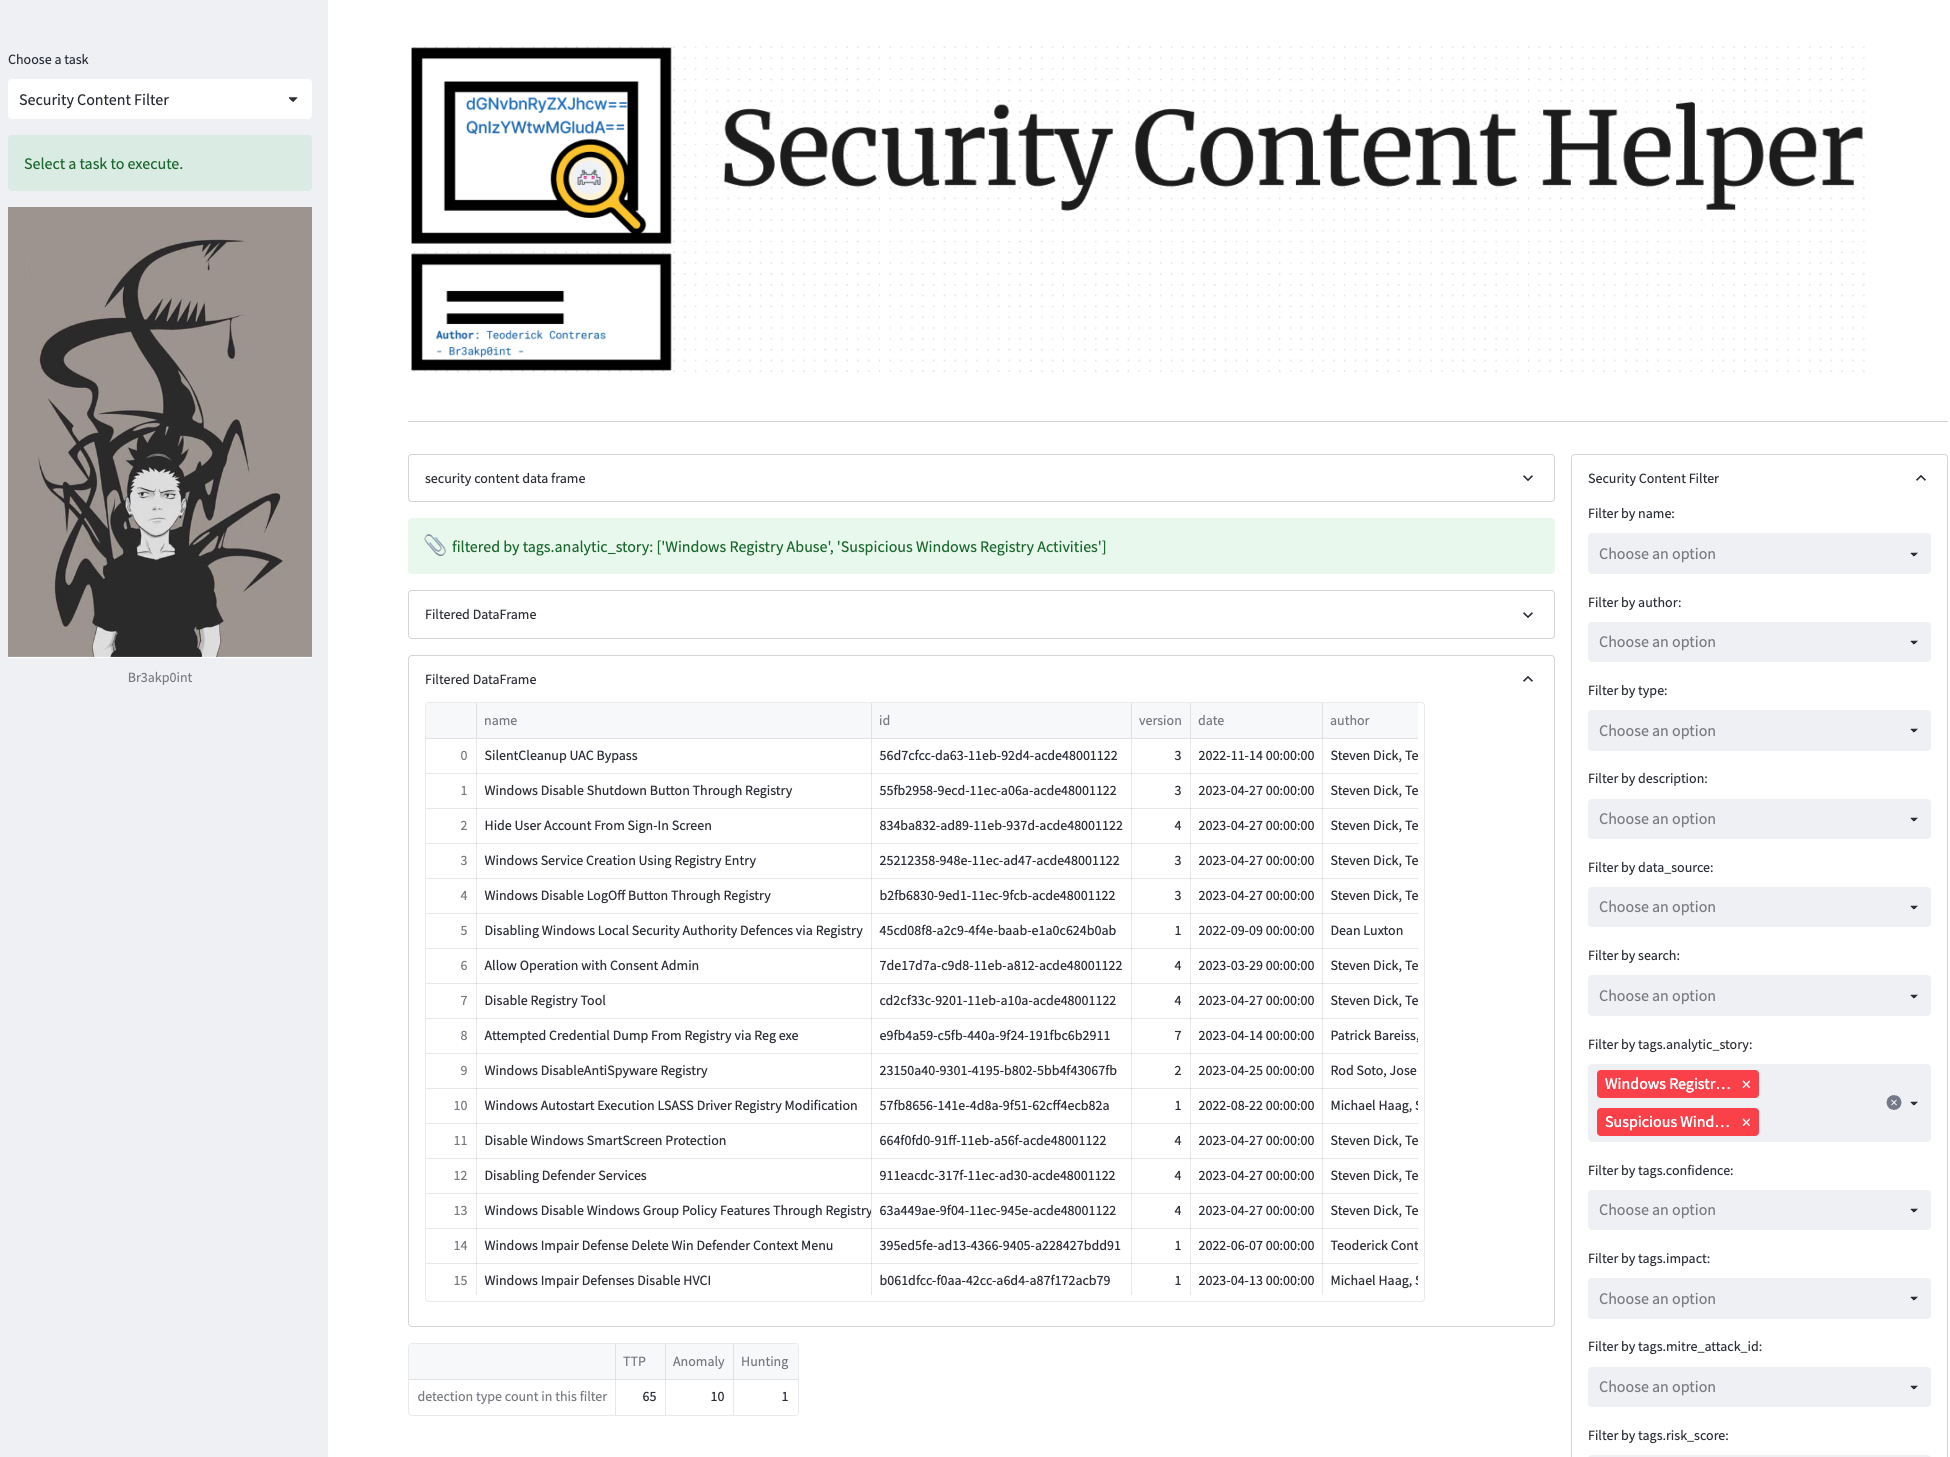 Choose a task
Security Content Filter
Select a task to execute.
Br3akp0int
dGNvbnRyZXJhcw==
QnIzYWtwMGludA==
Author: Teoderick Contreras
- Br3akp0int -
Security Content Helper
security content data frame
filtered by tags.analytic_story: ['Windows Registry Abuse', 'Suspicious Windows Registry Activities']
Filtered DataFrame
Filtered DataFrame
name id version date author
0 SilentCleanup UAC Bypass 56d7cfcc-da63-11eb-92d4-acde48001122 3 2022-11-14 00:00:00 Steven Dick, Te
1 Windows Disable Shutdown Button Through Registry 55fb2958-9ecd-11ec-a06a-acde48001122 3 2023-04-27 00:00:00 Steven Dick, Te
2 Hide User Account From Sign-In Screen 834ba832-ad89-11eb-937d-acde48001122 4 2023-04-27 00:00:00 Steven Dick, Te
3 Windows Service Creation Using Registry Entry 25212358-948e-11ec-ad47-acde48001122 3 2023-04-27 00:00:00 Steven Dick, Te
4 Windows Disable LogOff Button Through Registry b2fb6830-9ed1-11ec-9fcb-acde48001122 3 2023-04-27 00:00:00 Steven Dick, Te
5 Disabling Windows Local Security Authority Defences via Registry 45cd08f8-a2c9-4f4e-baab-e1a0c624b0ab 1 2022-09-09 00:00:00 Dean Luxton
6 Allow Operation with Consent Admin 7de17d7a-c9d8-11eb-a812-acde48001122 4 2023-03-29 00:00:00 Steven Dick, Te
7 Disable Registry Tool cd2cf33c-9201-11eb-a10a-acde48001122 4 2023-04-27 00:00:00 Steven Dick, Te
8 Attempted Credential Dump From Registry via Reg exe e9fb4a59-c5fb-440a-9f24-191fbc6b2911 7 2023-04-14 00:00:00 Patrick Bareiss,
9 Windows DisableAntiSpyware Registry 23150a40-9301-4195-b802-5bb4f43067fb 2 2023-04-25 00:00:00 Rod Soto, Jose
10 Windows Autostart Execution LSASS Driver Registry Modification 57fb8656-141e-4d8a-9f51-62cff4ecb82a 1 2022-08-22 00:00:00 Michael Haag,
11 Disable Windows SmartScreen Protection 664f0fd0-91ff-11eb-a56f-acde48001122 4 2023-04-27 00:00:00 Steven Dick, Te
12 Disabling Defender Services 911eacdc-317f-11ec-ad30-acde48001122 4 2023-04-27 00:00:00 Steven Dick, Te
13 Windows Disable Windows Group Policy Features Through Registry 63a449ae-9f04-11ec-945e-acde48001122 4 2023-04-27 00:00:00 Steven Dick, Te
14 Windows Impair Defense Delete Win Defender Context Menu 395ed5fe-ad13-4366-9405-a228427bdd91 1 2022-06-07 00:00:00 Teoderick Cont
15 Windows Impair Defenses Disable HVCI b061dfcc-f0aa-42cc-a6d4-a87f172acb79 1 2023-04-13 00:00:00 Michael Haag,
TTP Anomaly Hunting
detection type count in this filter 65 10 1
Security Content Filter
Filter by name:
Choose an option
Filter by author:
Choose an option
Filter by type:
Choose an option
Filter by description:
Choose an option
Filter by data_source:
Choose an option
Filter by search:
Choose an option
Filter by tags.analytic_story:
Windows Registr...
Suspicious Wind...
Filter by tags.confidence:
Choose an option
Filter by tags.impact:
Choose an option
Filter by tags.mitre_attack_id:
Choose an option
Filter by tags.risk_score: